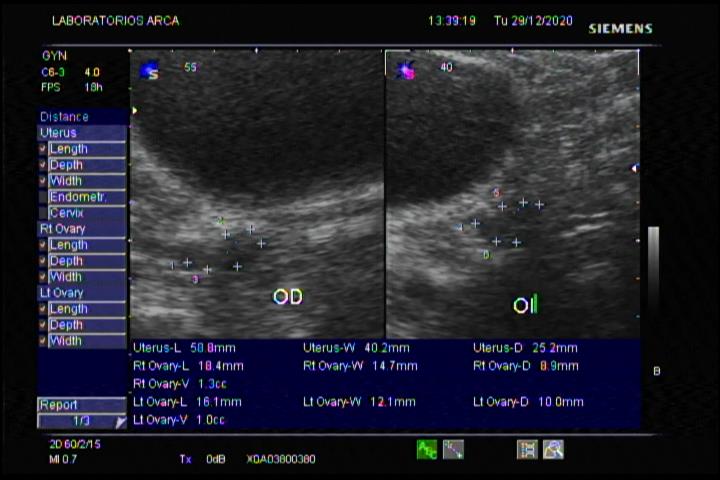 LABORATORIOS ARCA
13:39:19 Tu 29/12/2020
SIEMENS
GYN
C6-3 4.0
FPS 18h
Distance
Uterus
Length
Depth
Width
Endometr.
Cervix
Rt Ovary
Length
Depth
Width
Lt Ovary
Length
Depth
Width
Report
1/3
S 55
S 40
OD
OI
Uterus-L 58.8mm Uterus-W 40.2mm Uterus-D 25.2mm
Rt Ovary-L 18.4mm Rt Ovary-W 14.7mm Rt Ovary-D 8.9mm
Rt Ovary-V 1.3cc
Lt Ovary-L 16.1mm Lt Ovary-W 12.1mm Lt Ovary-D 10.0mm
Lt Ovary-V 1.0cc
B
2D 60/2/15
MI 0.7 Tx 0dB